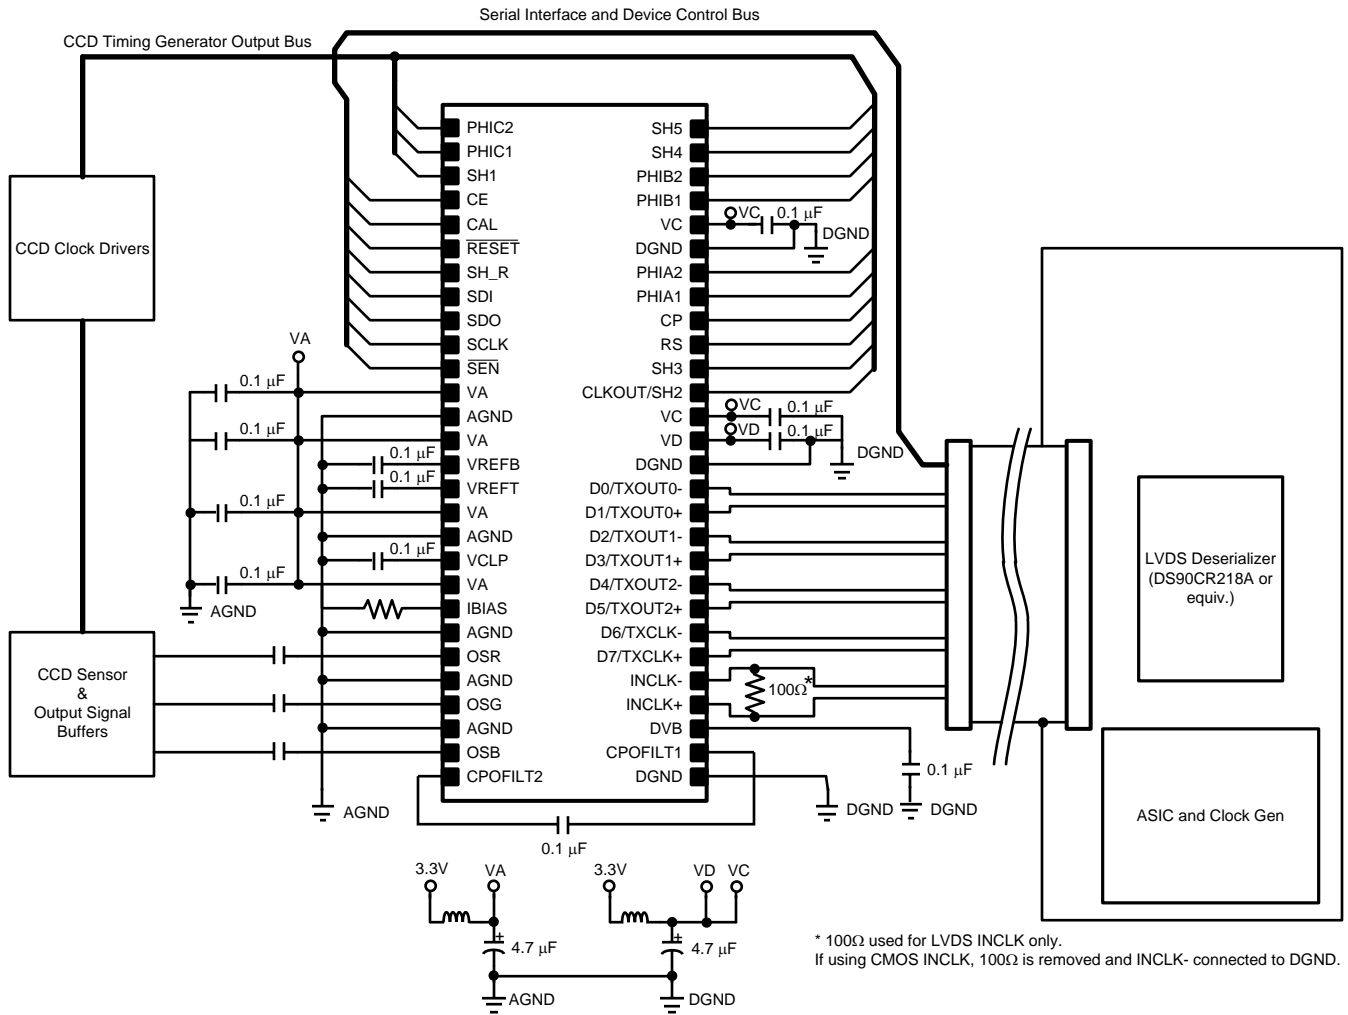 Serial Interface and Device Control Bus
CCD Timing Generator Output Bus
CCD Clock Drivers
CCD Sensor
&
Output Signal
Buffers
PHIC2
PHIC1
SH1
CE
CAL
RESET
SH_R
SDI
SDO
SCLK
SEN
VA
AGND
VA
VREFB
VREFT
VA
AGND
VCLP
VA
IBIAS
AGND
OSR
AGND
OSG
AGND
OSB
CPOFILT2
SH5
SH4
PHIB2
PHIB1
VC
DGND
PHIA2
PHIA1
CP
RS
SH3
CLKOUT/SH2
VC
VD
DGND
D0/TXOUT0-
D1/TXOUT0+
D2/TXOUT1-
D3/TXOUT1+
D4/TXOUT2-
D5/TXOUT2+
D6/TXCLK-
D7/TXCLK+
INCLK-
INCLK+
DVB
CPOFILT1
DGND
VA
0.1 µF
0.1 µF
0.1 µF
0.1 µF
AGND
0.1 µF
0.1 µF
0.1 µF
AGND
VC
0.1 µF
DGND
VC
0.1 µF
VD
0.1 µF
DGND
100Ω*
0.1 µF
DGND
DGND
0.1 µF
LVDS Deserializer
(DS90CR218A or
equiv.)
ASIC and Clock Gen
3.3V
VA
+
4.7 µF
AGND
3.3V
VD
VC
+
4.7 µF
DGND
* 100Ω used for LVDS INCLK only.
If using CMOS INCLK, 100Ω is removed and INCLK- connected to DGND.